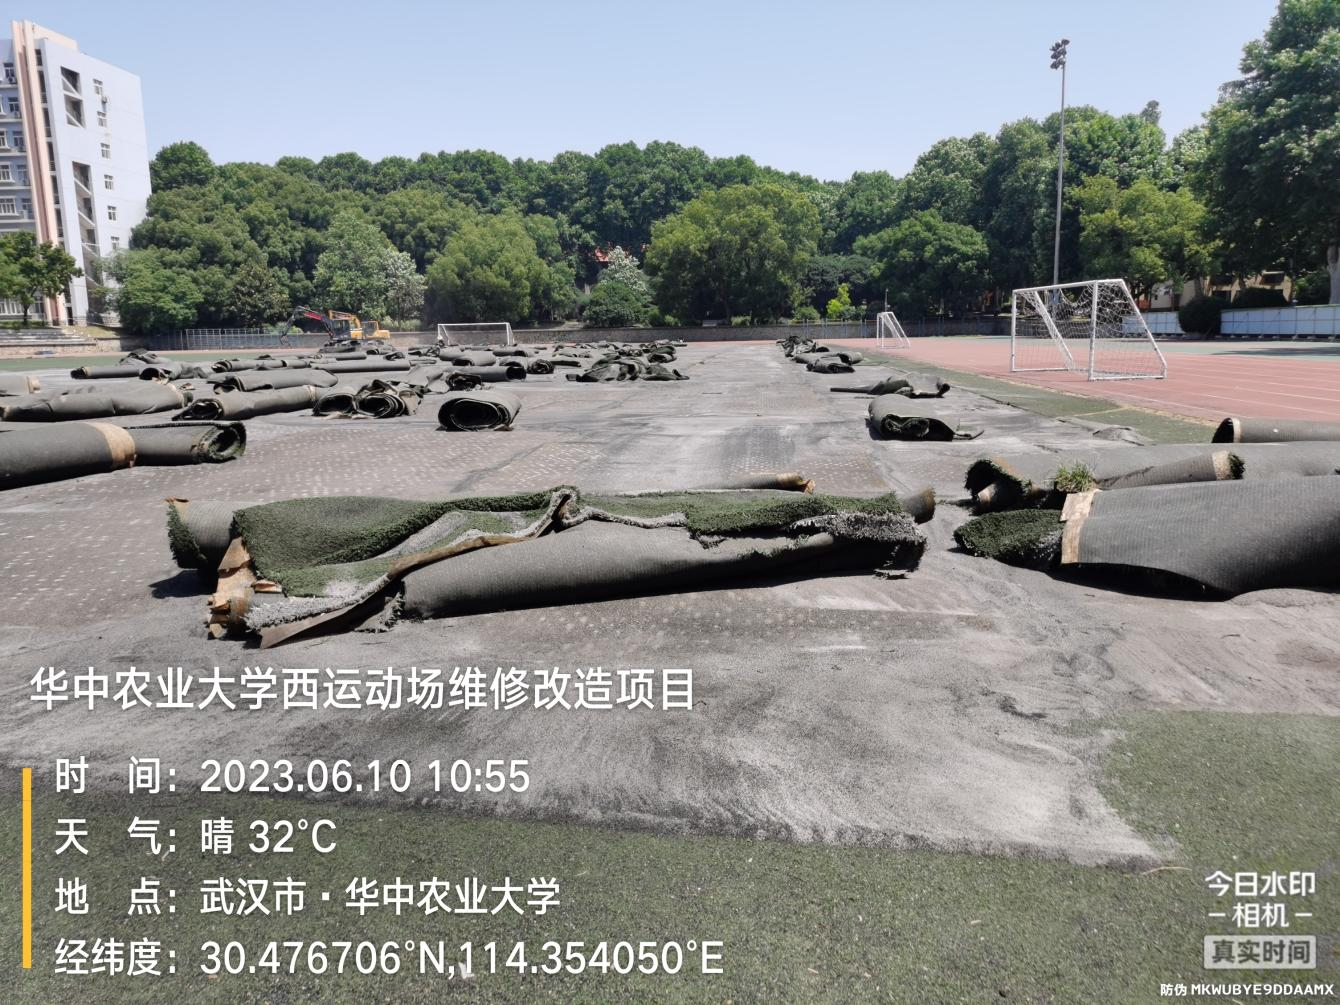 华中农业大学西运动场维修改造项目
时 间：2023.06.10 10:55
天 气：晴 32°C
地 点：武汉市·华中农业大学
经纬度：30.476706°N,114.354050°E
今日水印
相机
真实时间
防伪 MKWUBYE9DDAAMX